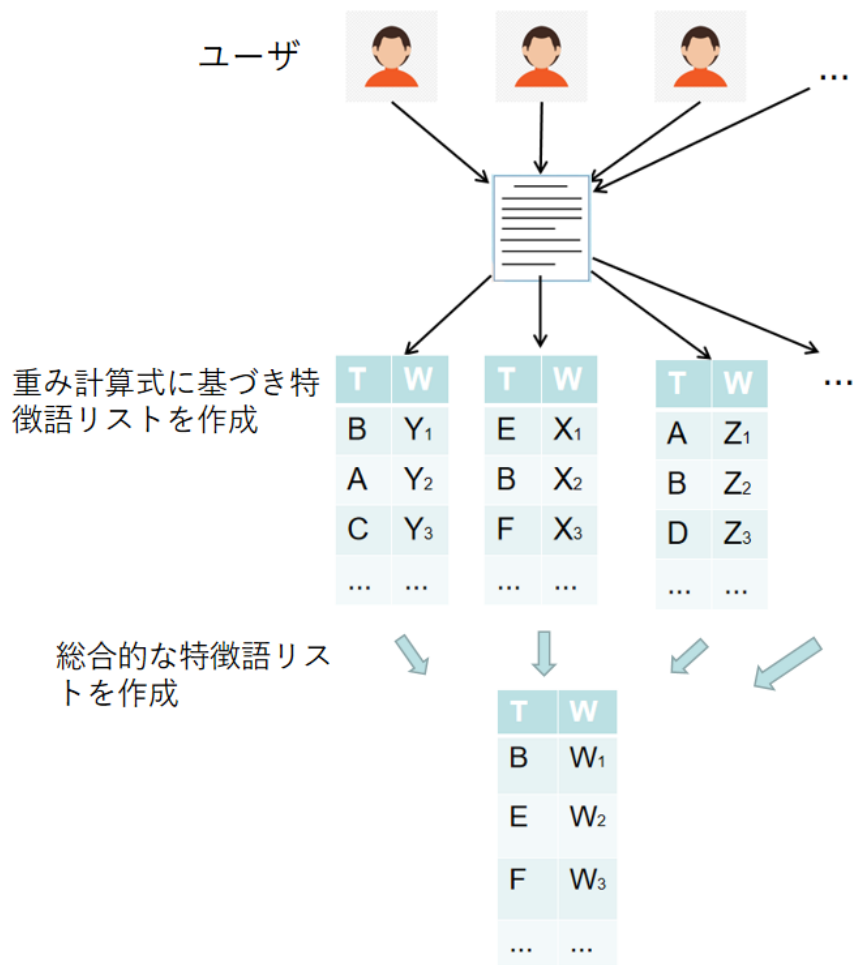 ユーザ
...
重み計算式に基づき特
徴語リストを作成
T W
B Y₁
A Y₂
C Y₃
... ...
T W
E X₁
B X₂
F X₃
... ...
T W
A Z₁
B Z₂
D Z₃
... ...
...
総合的な特徴語リス
トを作成
T W
B W₁
E W₂
F W₃
... ...